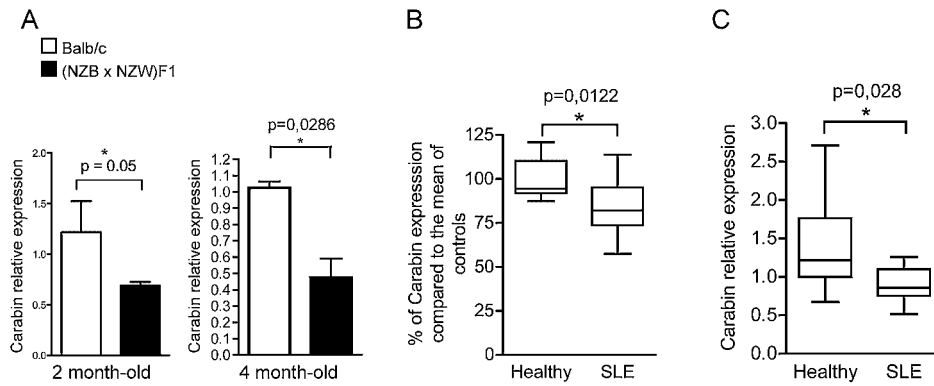 A
Balb/c
(NZB x NZW)F1
Carabin relative expression
2.0
1.5
1.0
0.5
0.0
*
p = 0.05
2 month-old
Carabin relative expression
1.2
1.1
1.0
0.9
0.8
0.7
0.6
0.5
0.4
0.3
0.2
0.1
0.0
p=0,0286
*
4 month-old
B
% of Carabin expresssion
compared to the mean of
controls
125
100
75
50
25
0
p=0,0122
*
Healthy SLE
C
Carabin relative expression
3.0
2.5
2.0
1.5
1.0
0.5
0.0
p=0,028
*
Healthy SLE